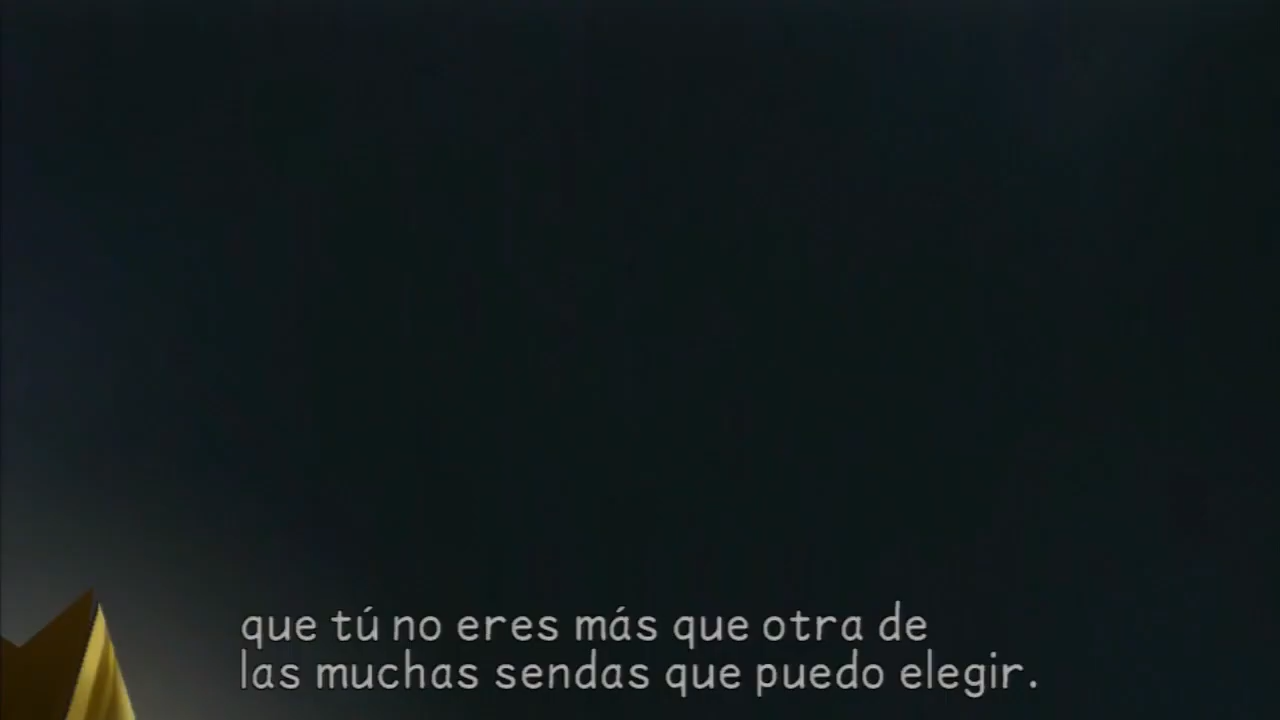 que tú no eres más que otra de
las muchas sendas que puedo elegir.